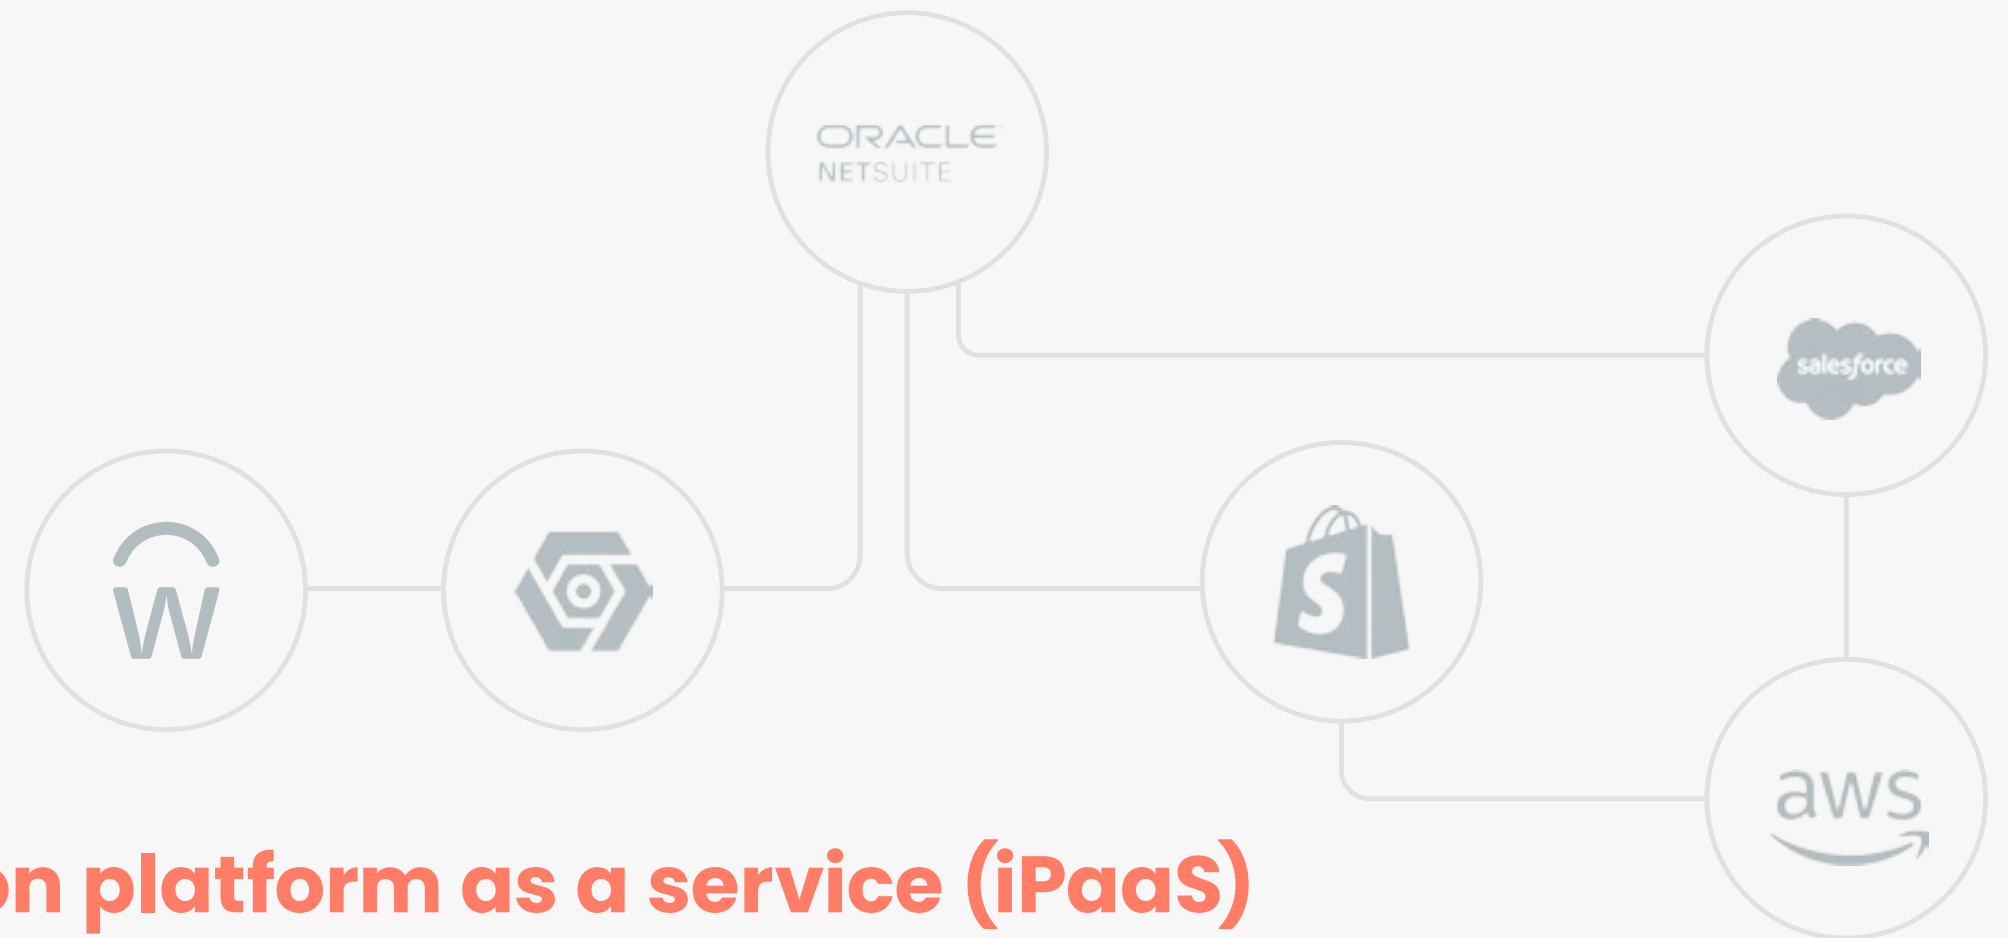 ORACLE
NETSUITE
salesforce
W
S
aws
on platform as a service (iPaaS)